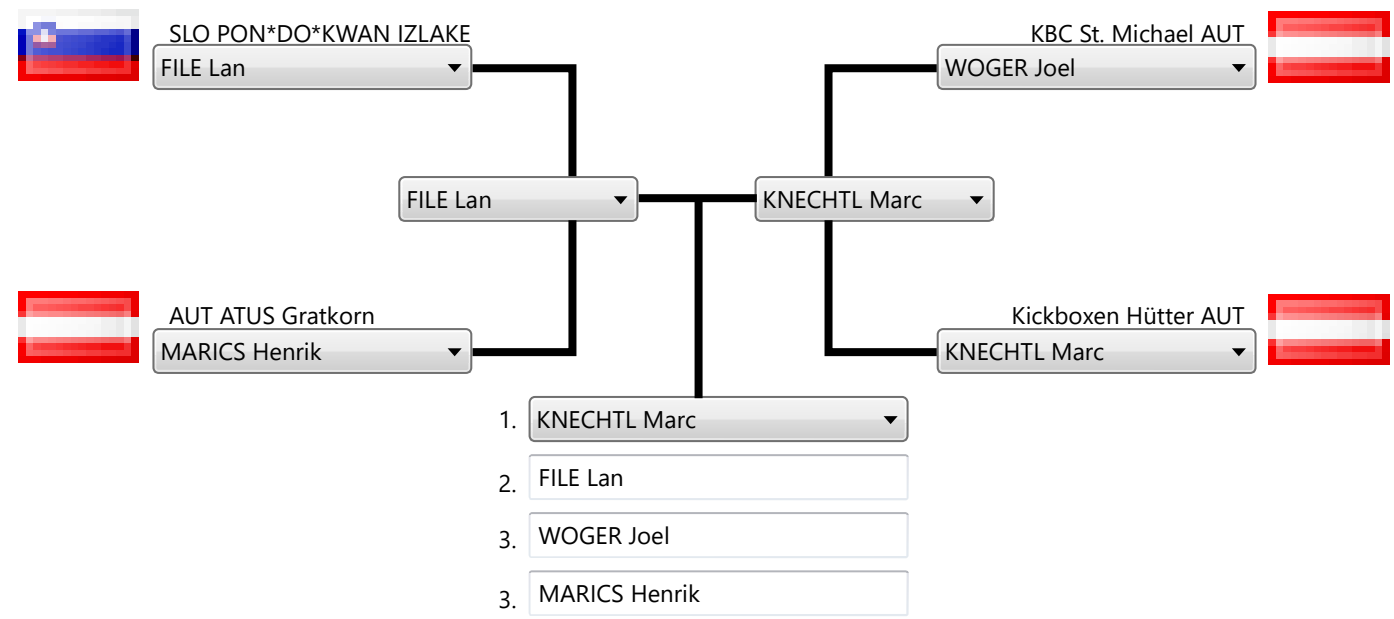 SLO PON*DO*KWAN IZLAKE
FILE Lan
KBC St. Michael AUT
WOGER Joel
FILE Lan
KNECHTL Marc
AUT ATUS Gratkorn
MARICS Henrik
Kickboxen Hütter AUT
KNECHTL Marc
1. KNECHTL Marc
2. FILE Lan
3. WOGER Joel
3. MARICS Henrik